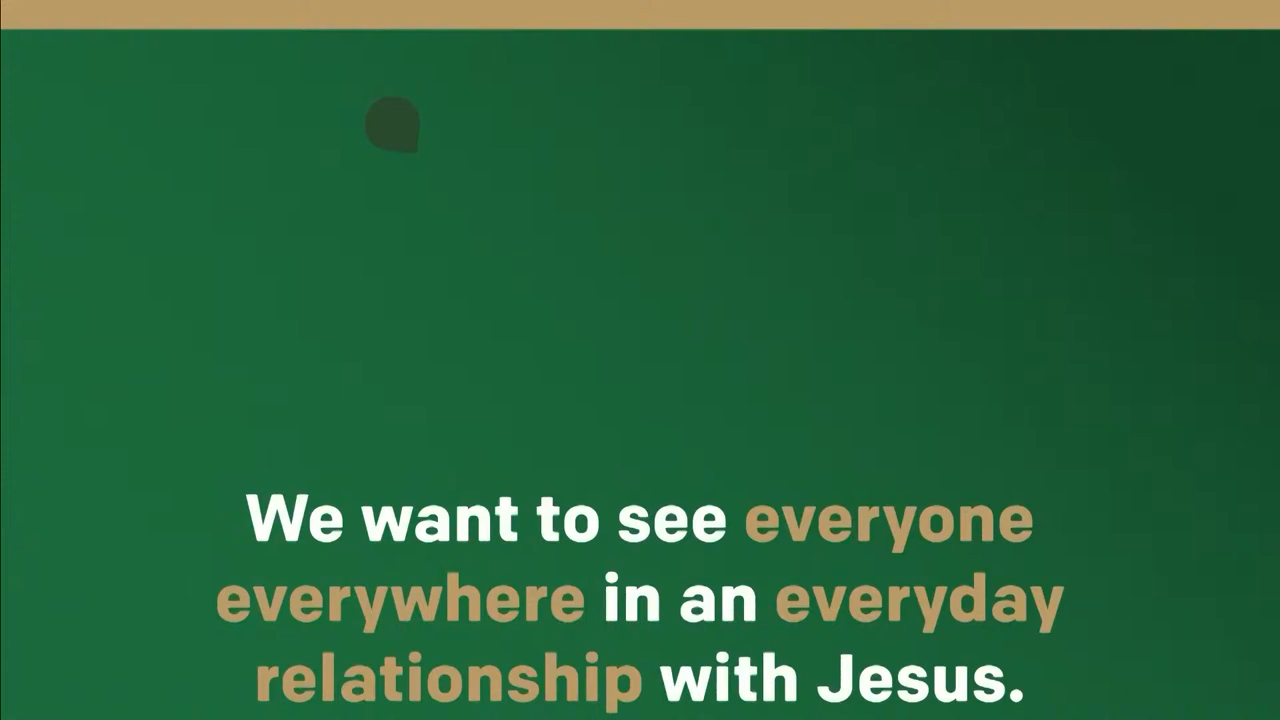 We want to see everyone
everywhere in an everyday
relationship with Jesus.